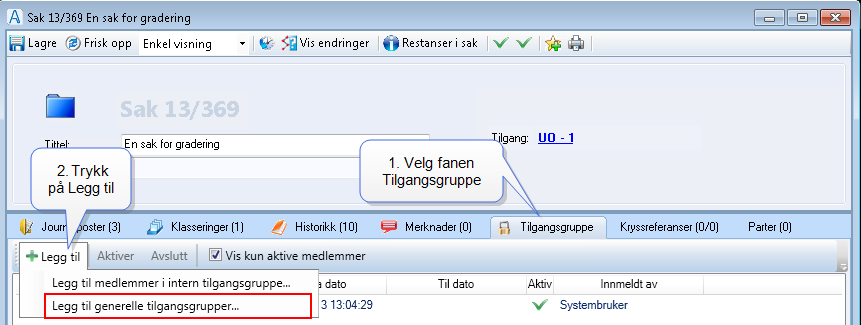 Sak 13/369 En sak for gradering
Lagre Frisk opp Enkel visning Vis endringer Restanser i sak
Sak 13/369
Tittel: En sak for gradering Tilgang: UO - 1
1. Velg fanen
Tilgangsgruppe
2. Trykk
på Legg til
poster (3) Klasseringer (1) Historikk (10) Merknader (0) Tilgangsgruppe Kryssreferanser (0/0) Parter (0)
Legg til Aktiver Avslutt Vis kun aktive medlemmer
Legg til medlemmer i intern tilgangsgruppe...
Legg til generelle tilgangsgrupper...
a dato Til dato Aktiv Innmeldt av
3 13:04:29 Systembruker